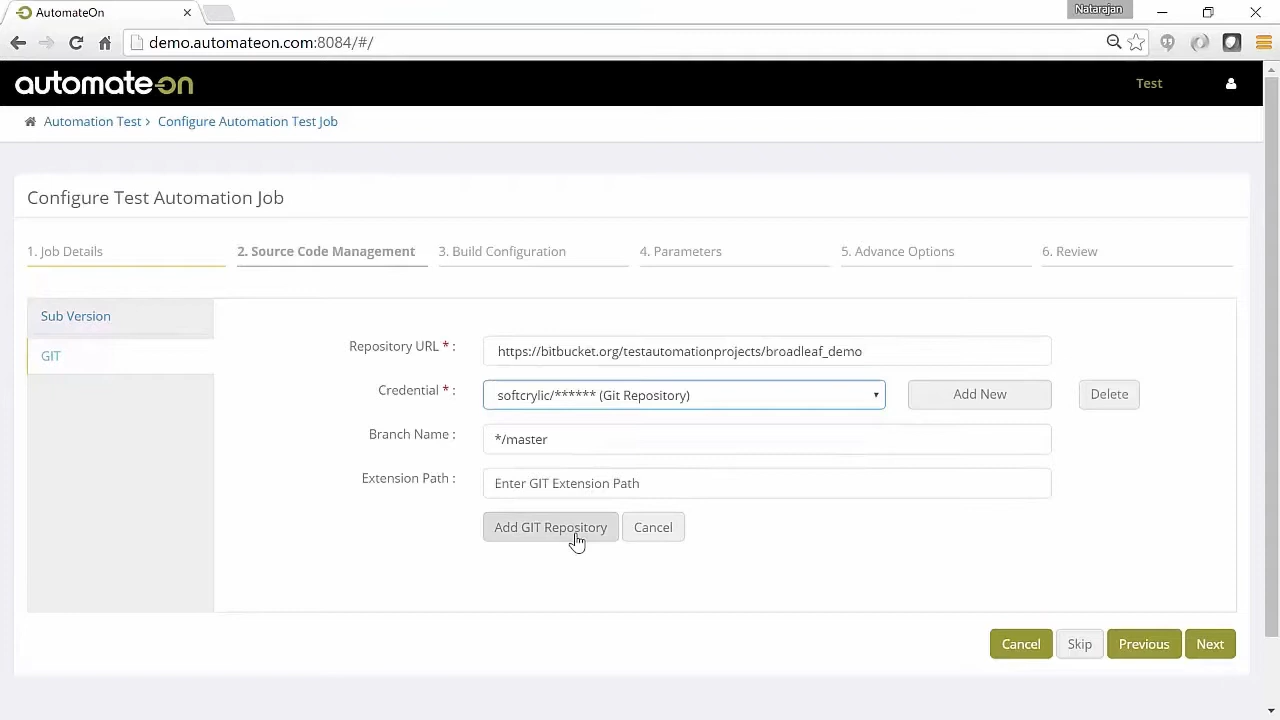 AutomateOn
Natarajan
demo.automateon.com:8084/#/
automateon
Test
Automation Test > Configure Automation Test Job
Configure Test Automation Job
1. Job Details 2. Source Code Management 3. Build Configuration 4. Parameters 5. Advance Options 6. Review
Sub Version
GIT
Repository URL * : https://bitbucket.org/testautomationprojects/broadleaf_demo
Credential * : softcrylic/****** (Git Repository) Add New Delete
Branch Name : */master
Extension Path : Enter GIT Extension Path
Add GIT Repository Cancel
Cancel Skip Previous Next